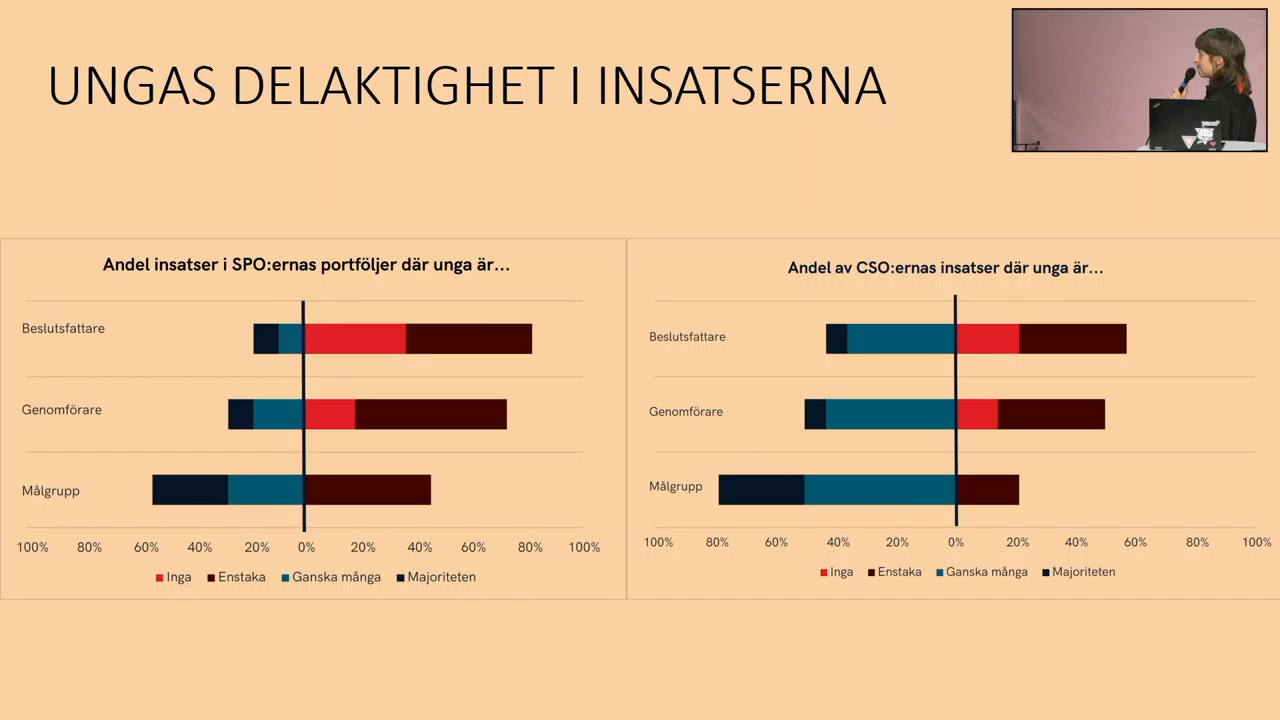 UNGAS DELAKTIGHET I INSATSERNA
Andel insatser i SPO:ernas portföljer där unga är...
Beslutsfattare
Genomförare
Målgrupp
100% 80% 60% 40% 20% 0% 20% 40% 60% 80% 100%
Inga Enstaka Ganska många Majoriteten
Andel av CSO:ernas insatser där unga är...
Beslutsfattare
Genomförare
Målgrupp
100% 80% 60% 40% 20% 0% 20% 40% 60% 80% 100%
Inga Enstaka Ganska många Majoriteten